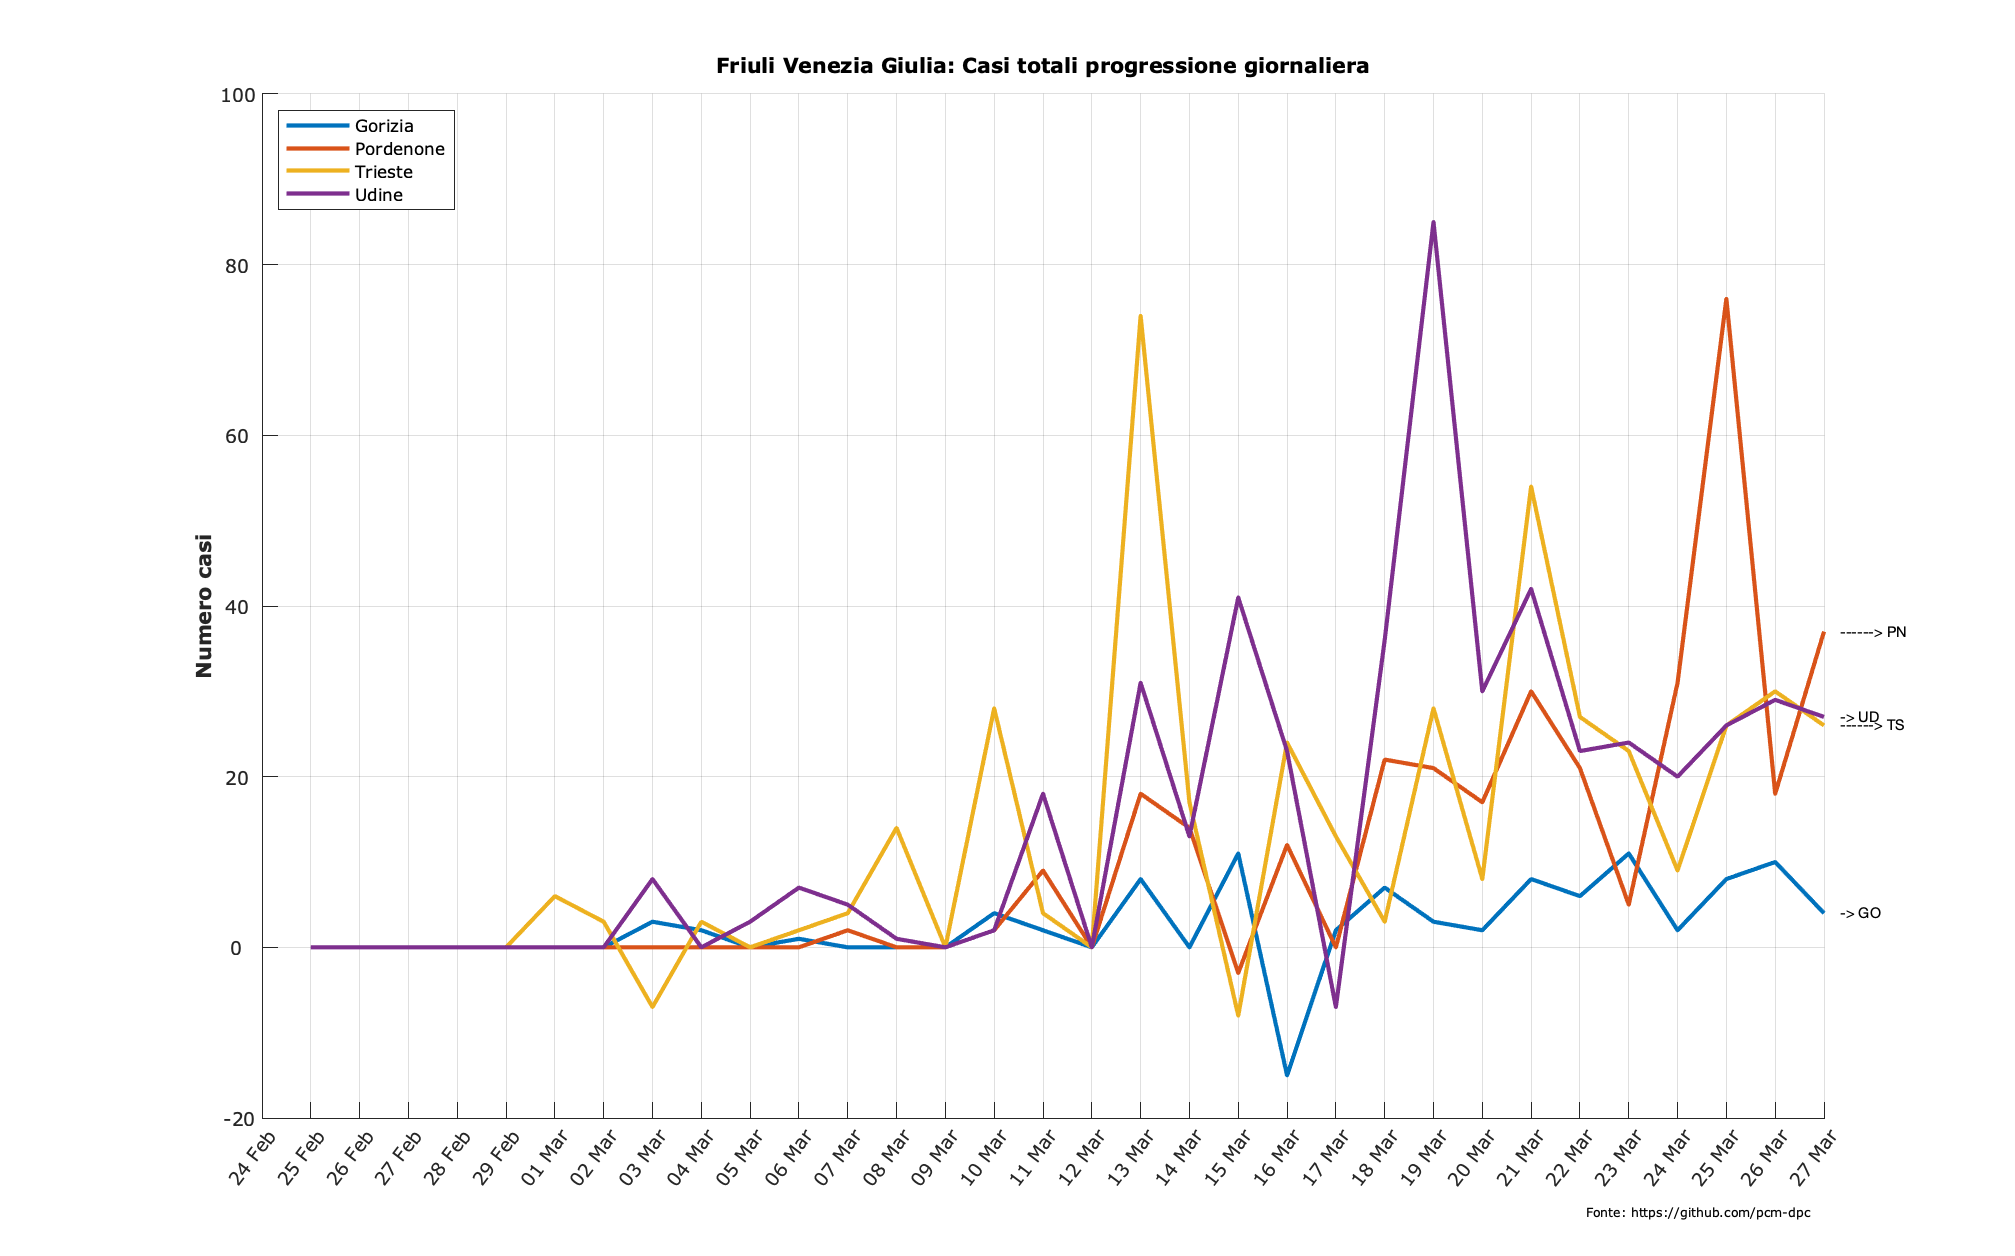 Friuli Venezia Giulia: Casi totali progressione giornaliera
Gorizia
Pordenone
Trieste
Udine
Numero casi
100
80
60
40
20
0
-20
------> PN
-> UD
------> TS
-> GO
24 Feb
25 Feb
26 Feb
27 Feb
28 Feb
29 Feb
01 Mar
02 Mar
03 Mar
04 Mar
05 Mar
06 Mar
07 Mar
08 Mar
09 Mar
10 Mar
11 Mar
12 Mar
13 Mar
14 Mar
15 Mar
16 Mar
17 Mar
18 Mar
19 Mar
20 Mar
21 Mar
22 Mar
23 Mar
24 Mar
25 Mar
26 Mar
27 Mar
Fonte: https://github.com/pcm-dpc